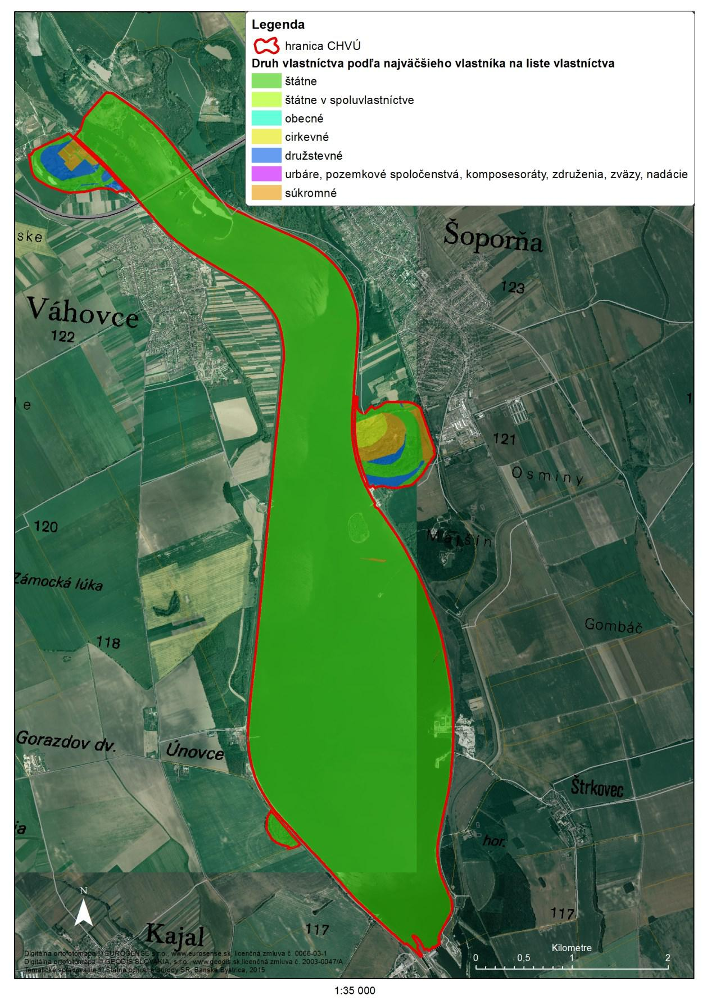 Legenda
hranica CHVÚ
Druh vlastníctva podľa najväčšieho vlastníka na liste vlastníctva
štátne
štátne v spoluvlastníctve
obecné
cirkevné
družstevné
urbáre, pozemkové spoločenstvá, komposesoráty, združenia, zväzy, nadácie
súkromné
ske
Šoporňa
123
Váhovce
122
le
1
121
Osminy
120
Majšín
Zámocká lúka
Gombáč
118
Gorazdov dv.
Únovce
Štrkovec
ia
hor.
N
117
117
Kajal
Kilometre
0 0,5 1 2
Digitálna ortofotomapa © EUROSENSE s.r.o., www.eurosense.sk, licenčná zmluva č. 0066-03-1
Digitálna ortofotomapa © GEODIS SLOVAKIA, s.r.o., www.geodis.sk,licenčná zmluva č. 2003-0047/A
Tematické spracovanie © Štátna ochrana prírody SR, Banská Bystrica, 2015
1:35 000